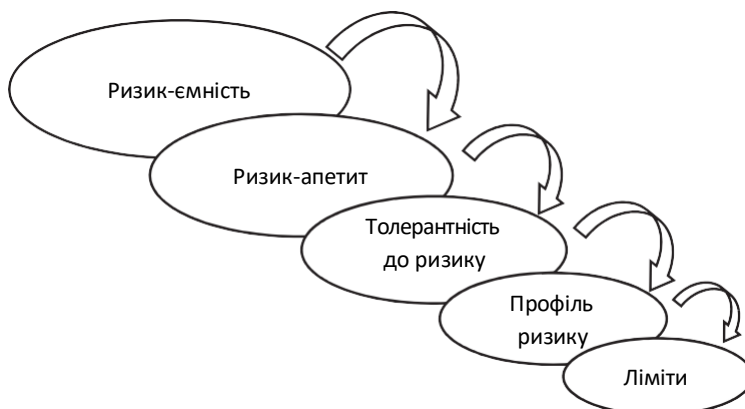 Ризик-ємність
Ризик-апетит
Толерантність
до ризику
Профіль
ризику
Ліміти